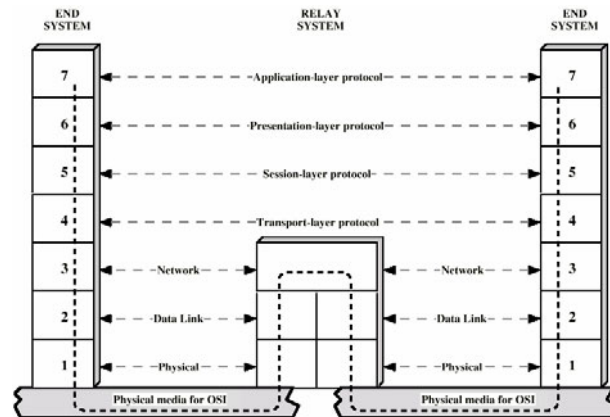 END SYSTEM
RELAY SYSTEM
END SYSTEM
7 Application-layer protocol 7
6 Presentation-layer protocol 6
5 Session-layer protocol 5
4 Transport-layer protocol 4
3 Network Network 3
2 Data Link Data Link 2
1 Physical Physical 1
Physical media for OSI Physical media for OSI